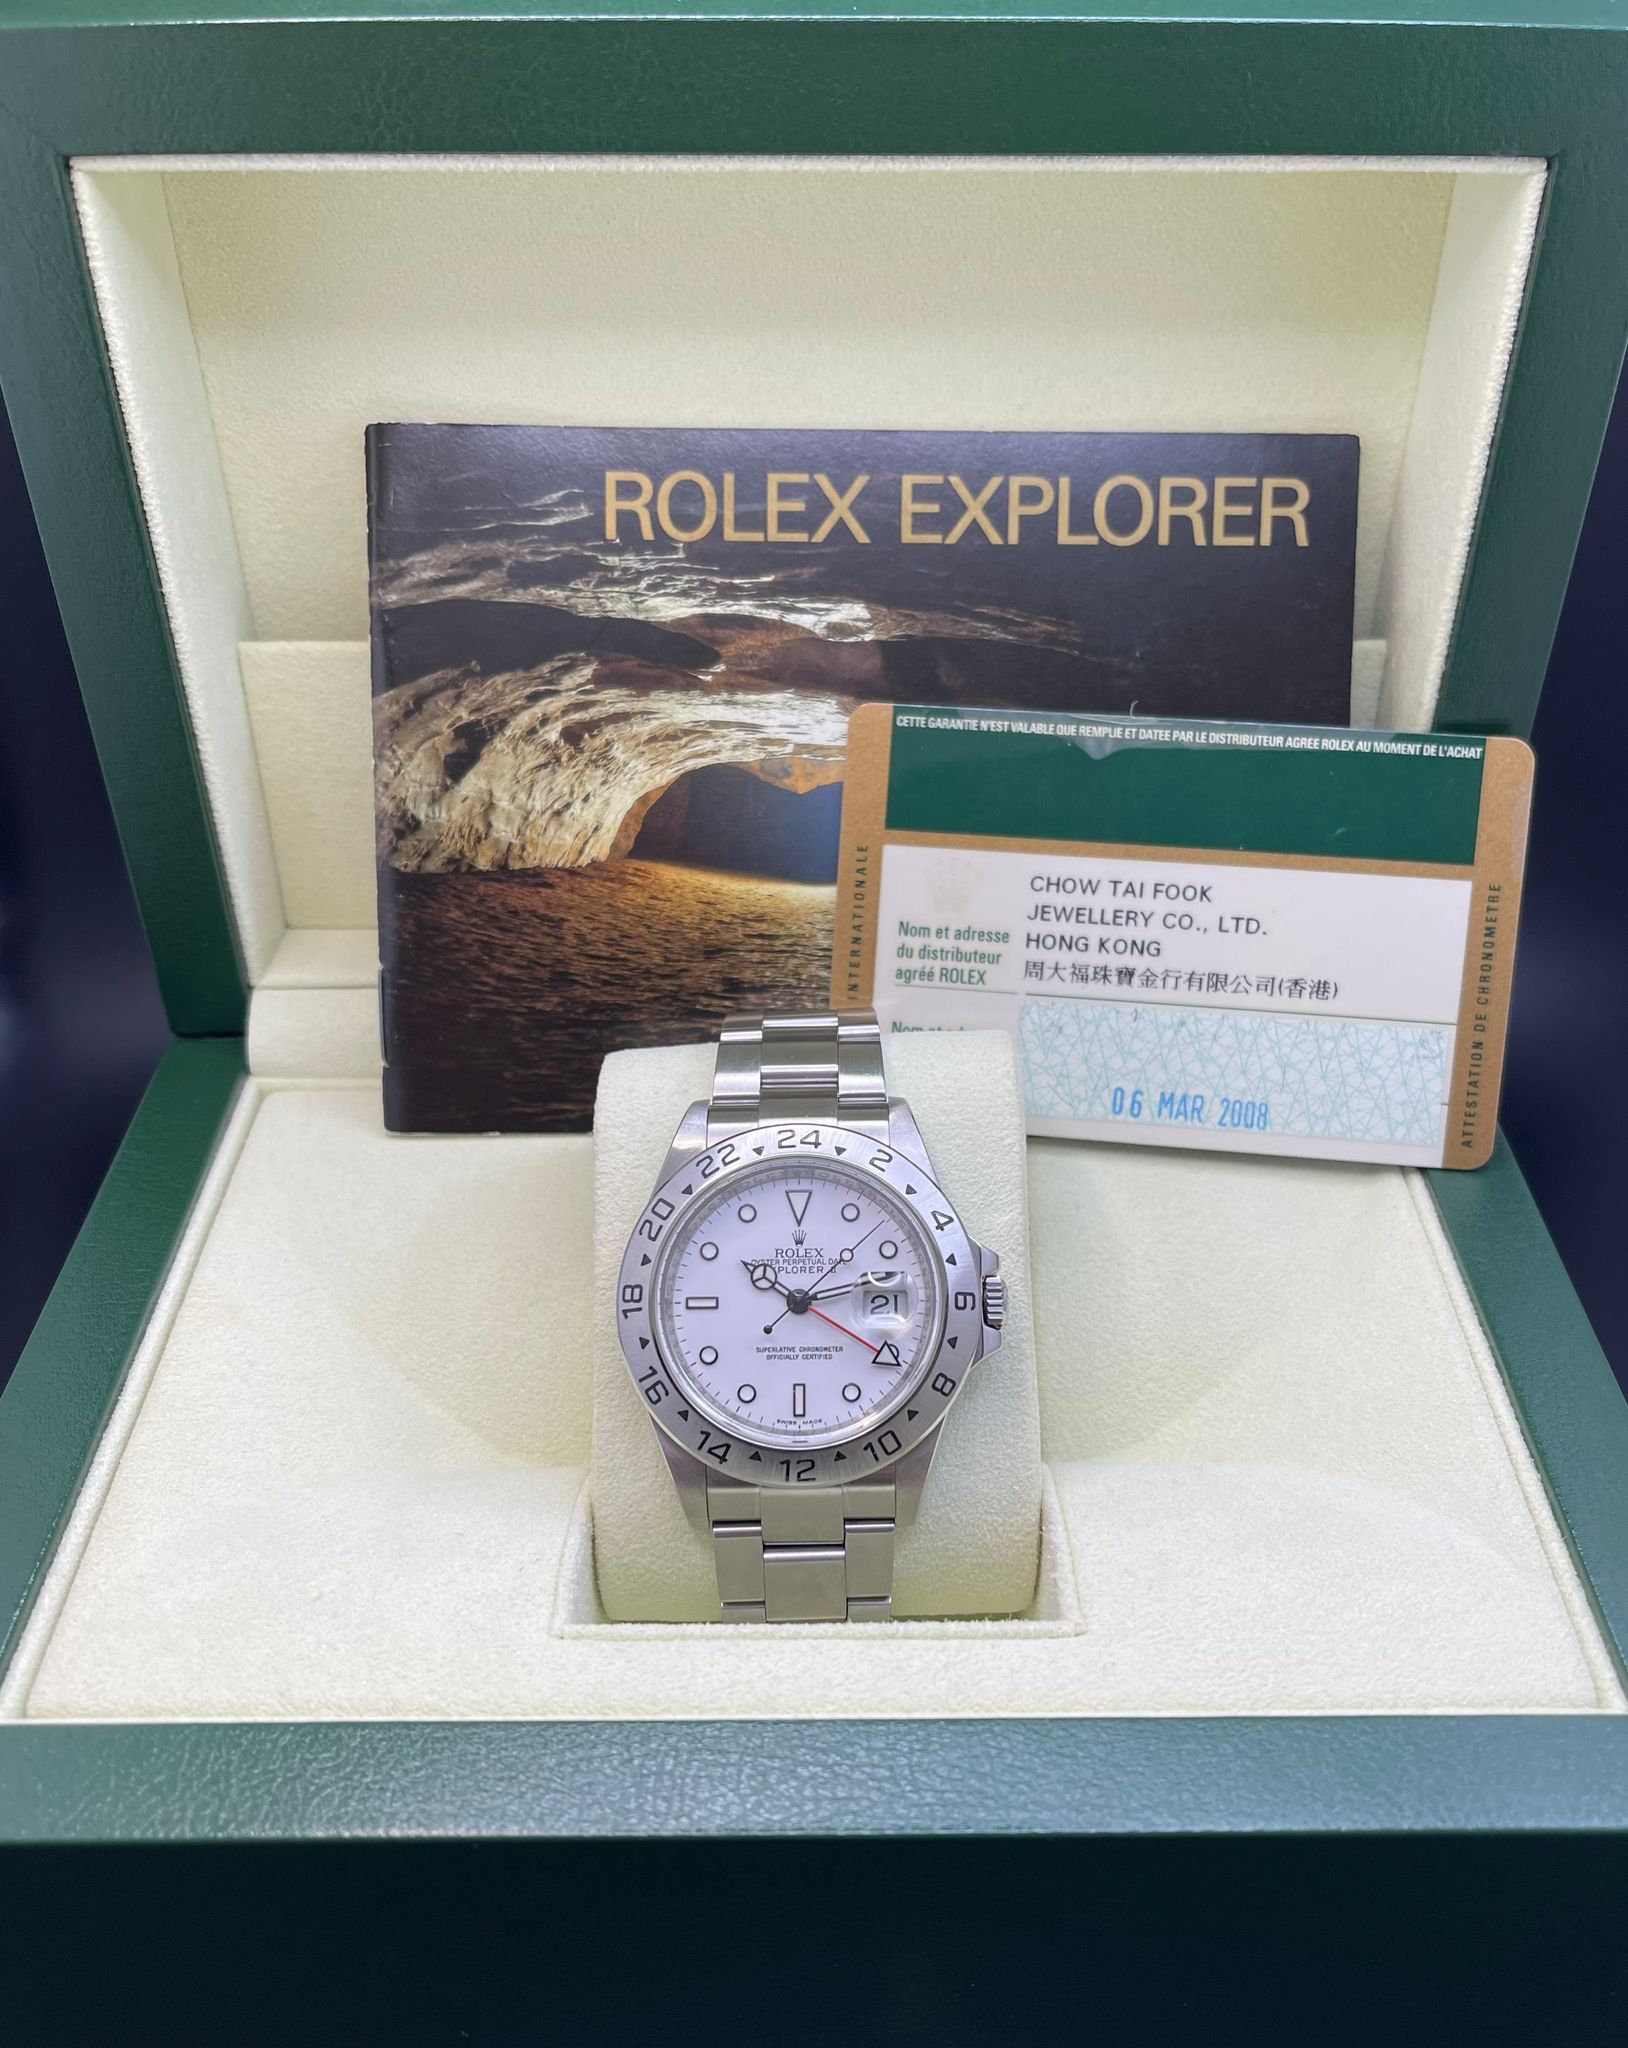 ROLEX EXPLORER
CETTE GARANTIE N'EST VALABLE QUE REMPLIE ET DATEE PAR LE DISTRIBUTEUR AGREE ROLEX AU MOMENT DE L'ACHAT
INTERNATIONALE
Nom et adresse
du distributeur
agréé ROLEX
CHOW TAI FOOK
JEWELLERY CO., LTD.
HONG KONG
周大福珠寶金行有限公司(香港)
Nom et
06 MAR 2008
ATTESTATION DE CHRONOMETRE
24
2
4
6
8
10
12
14
16
18
20
22
ROLEX
OYSTER PERPETUAL DATE
EXPLORER II
21
SUPERLATIVE CHRONOMETER
OFFICIALLY CERTIFIED
SWISS MADE